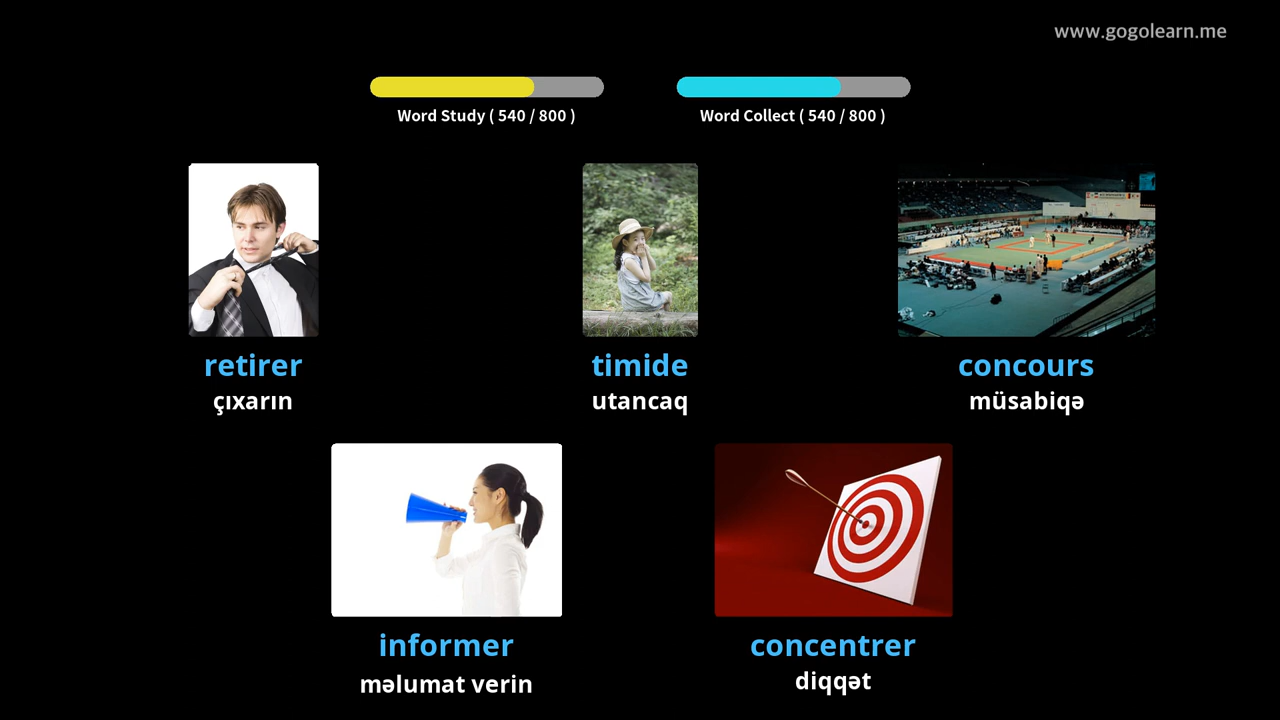 www.gogolearn.me
Word Study ( 540 / 800 )
Word Collect ( 540 / 800 )
retirer
çıxarın
timide
utancaq
concours
müsabiqə
informer
məlumat verin
concentrer
diqqət